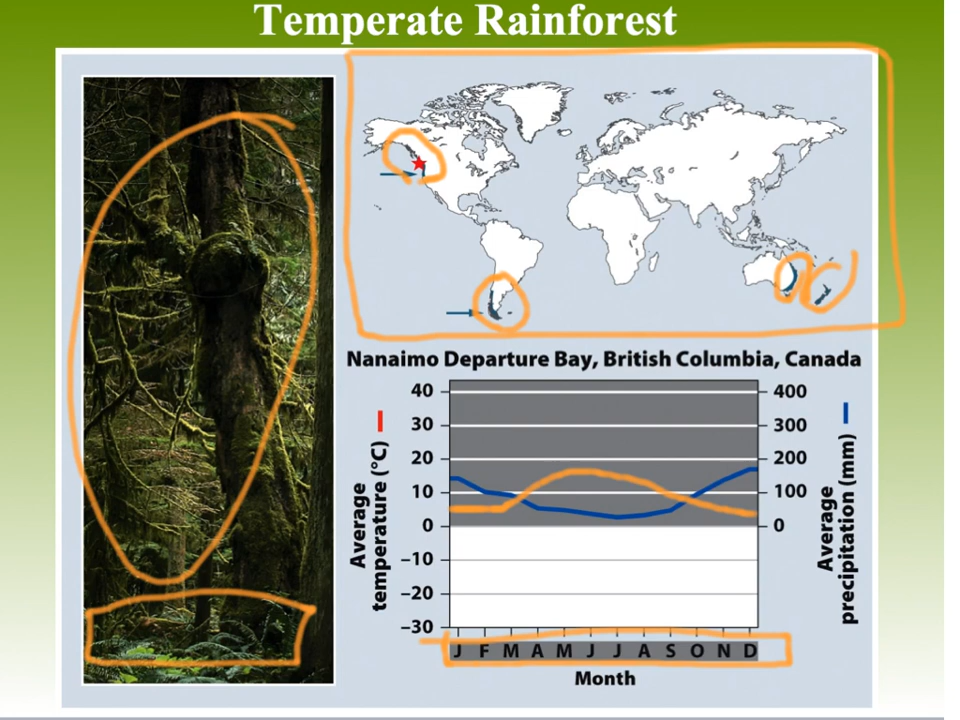 Temperate Rainforest
Nanaimo Departure Bay, British Columbia, Canada
Average
temperature (°C)
40
30
20
10
0
–10
–20
–30
400
300
200
100
0
Average
precipitation (mm)
J F M A M J J A S O N D
Month